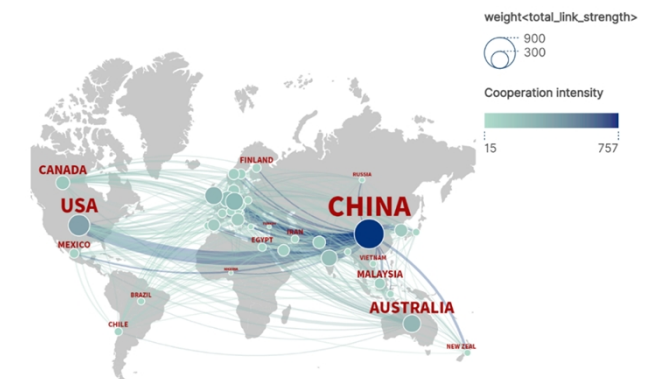 weight<total_link_strength>
900
300
Cooperation intensity
15 757
FINLAND
CANADA
RUSSIA
USA
CHINA
MEXICO
EGYPT
IRAN
VIETNAM
MALAYSIA
BRAZIL
AUSTRALIA
CHILE
NEW ZEAL